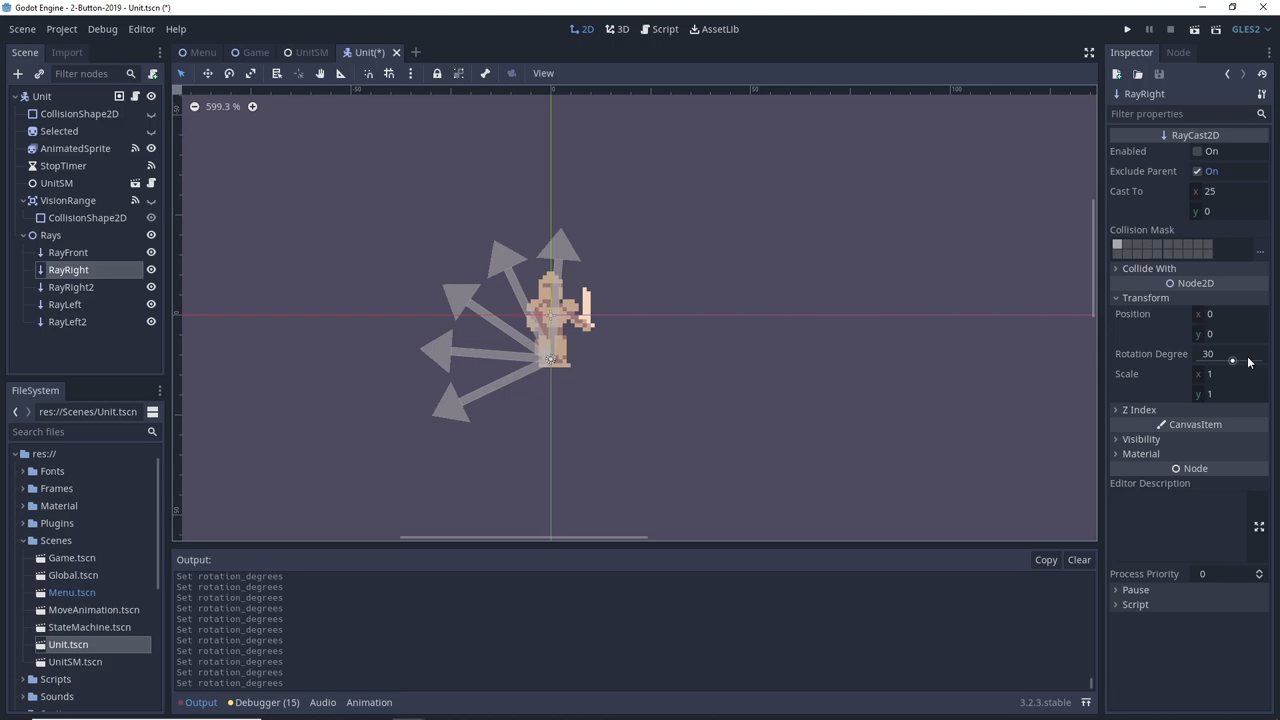 Godot Engine - 2-Button-2019 - Unit.tscn (*)
Scene Project Debug Editor Help
2D 3D Script AssetLib
GLES2
Scene Import
Menu Game UnitSM Unit(*)
Inspector Node
Filter nodes
View
Unit
CollisionShape2D
Selected
AnimatedSprite
StopTimer
UnitSM
VisionRange
CollisionShape2D
Rays
RayFront
RayRight
RayRight2
RayLeft
RayLeft2
-50 0 50 100
599.3 %
RayRight
Filter properties
RayCast2D
Enabled On
Exclude Parent On
Cast To x 25
y 0
Collision Mask
Collide With
Node2D
Transform
Position x 0
y 0
Rotation Degree 30
Scale x 1
y 1
Z Index
CanvasItem
Visibility
Material
Node
Editor Description
Process Priority 0
Pause
Script
FileSystem
res://Scenes/Unit.tscn
Search files
res://
Fonts
Frames
Material
Plugins
Scenes
Game.tscn
Global.tscn
Menu.tscn
MoveAnimation.tscn
StateMachine.tscn
Unit.tscn
UnitSM.tscn
Scripts
Sounds
Output:
Copy Clear
Set rotation_degrees
Set rotation_degrees
Set rotation_degrees
Set rotation_degrees
Set rotation_degrees
Set rotation_degrees
Set rotation_degrees
Set rotation_degrees
Set rotation_degrees
Set rotation_degrees
Set rotation_degrees
Output Debugger (15) Audio Animation
3.2.3.stable